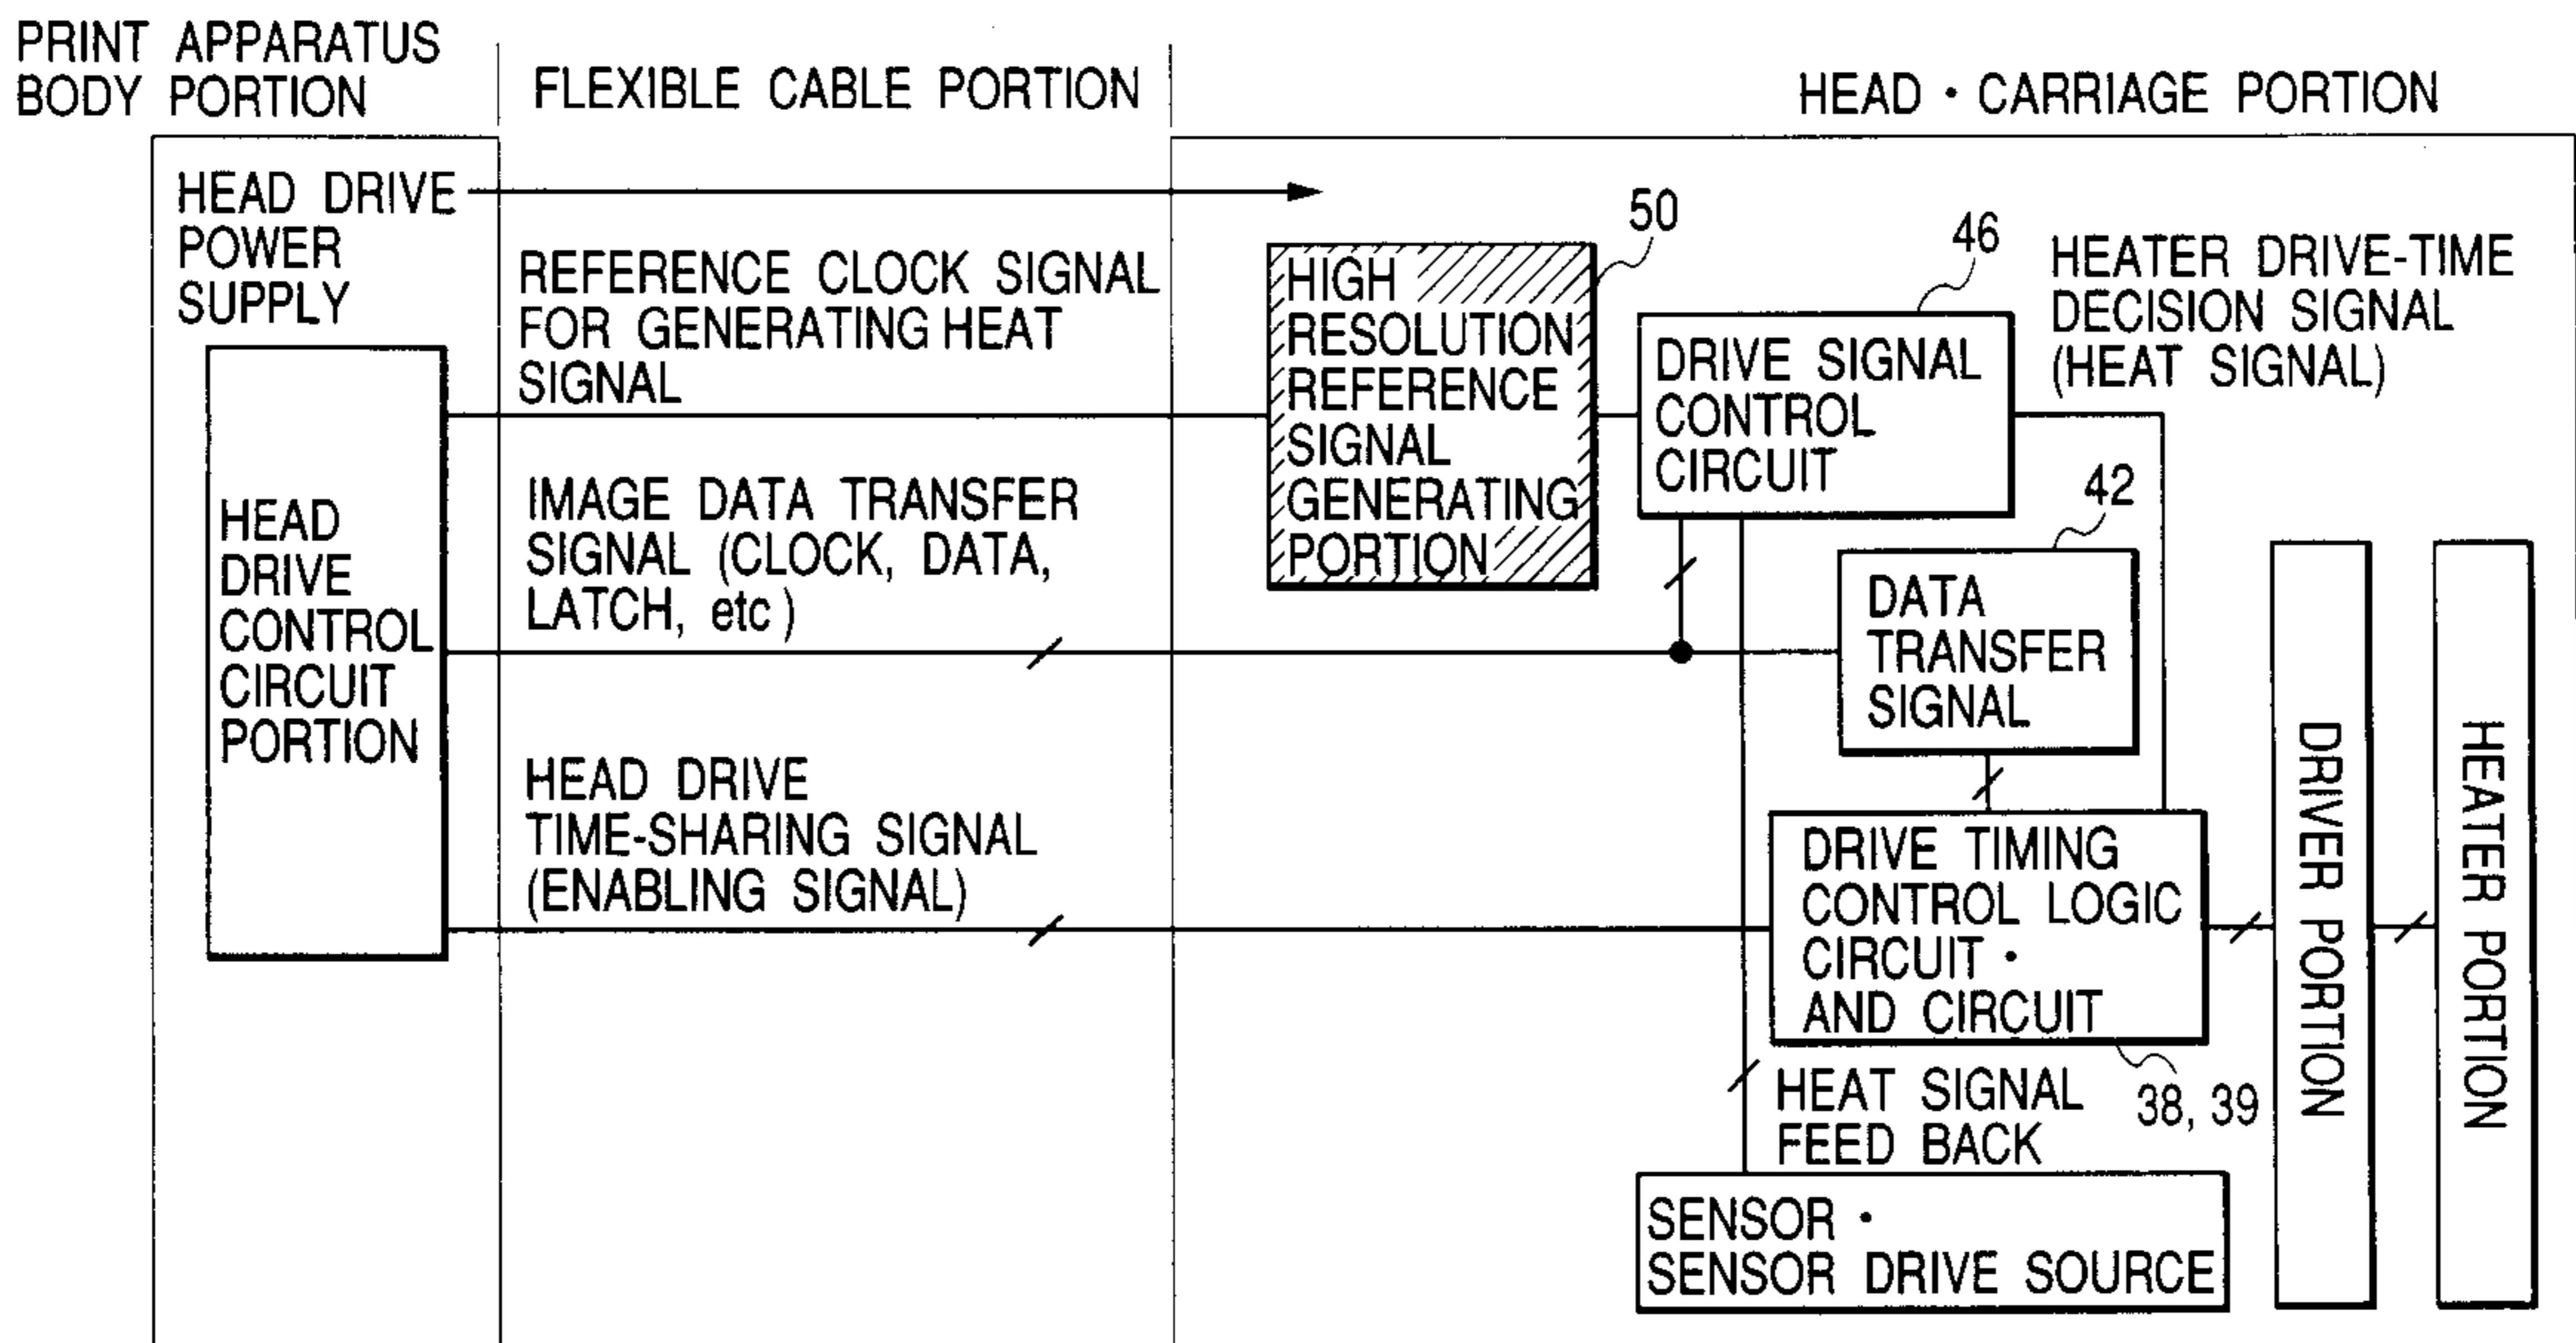 PRINT APPARATUS
BODY PORTION
FLEXIBLE CABLE PORTION
HEAD・CARRIAGE PORTION
HEAD DRIVE
POWER
SUPPLY
REFERENCE CLOCK SIGNAL
FOR GENERATING HEAT
SIGNAL
HEAD
DRIVE
CONTROL
CIRCUIT
PORTION
IMAGE DATA TRANSFER
SIGNAL (CLOCK, DATA,
LATCH, etc)
HEAD DRIVE
TIME-SHARING SIGNAL
(ENABLING SIGNAL)
50
HIGH
RESOLUTION
REFERENCE
SIGNAL
GENERATING
PORTION
46
DRIVE SIGNAL
CONTROL
CIRCUIT
HEATER DRIVE-TIME
DECISION SIGNAL
(HEAT SIGNAL)
42
DATA
TRANSFER
SIGNAL
DRIVE TIMING
CONTROL LOGIC
CIRCUIT・
AND CIRCUIT
38, 39
HEAT SIGNAL
FEED BACK
SENSOR・
SENSOR DRIVE SOURCE
DRIVER PORTION
HEATER PORTION